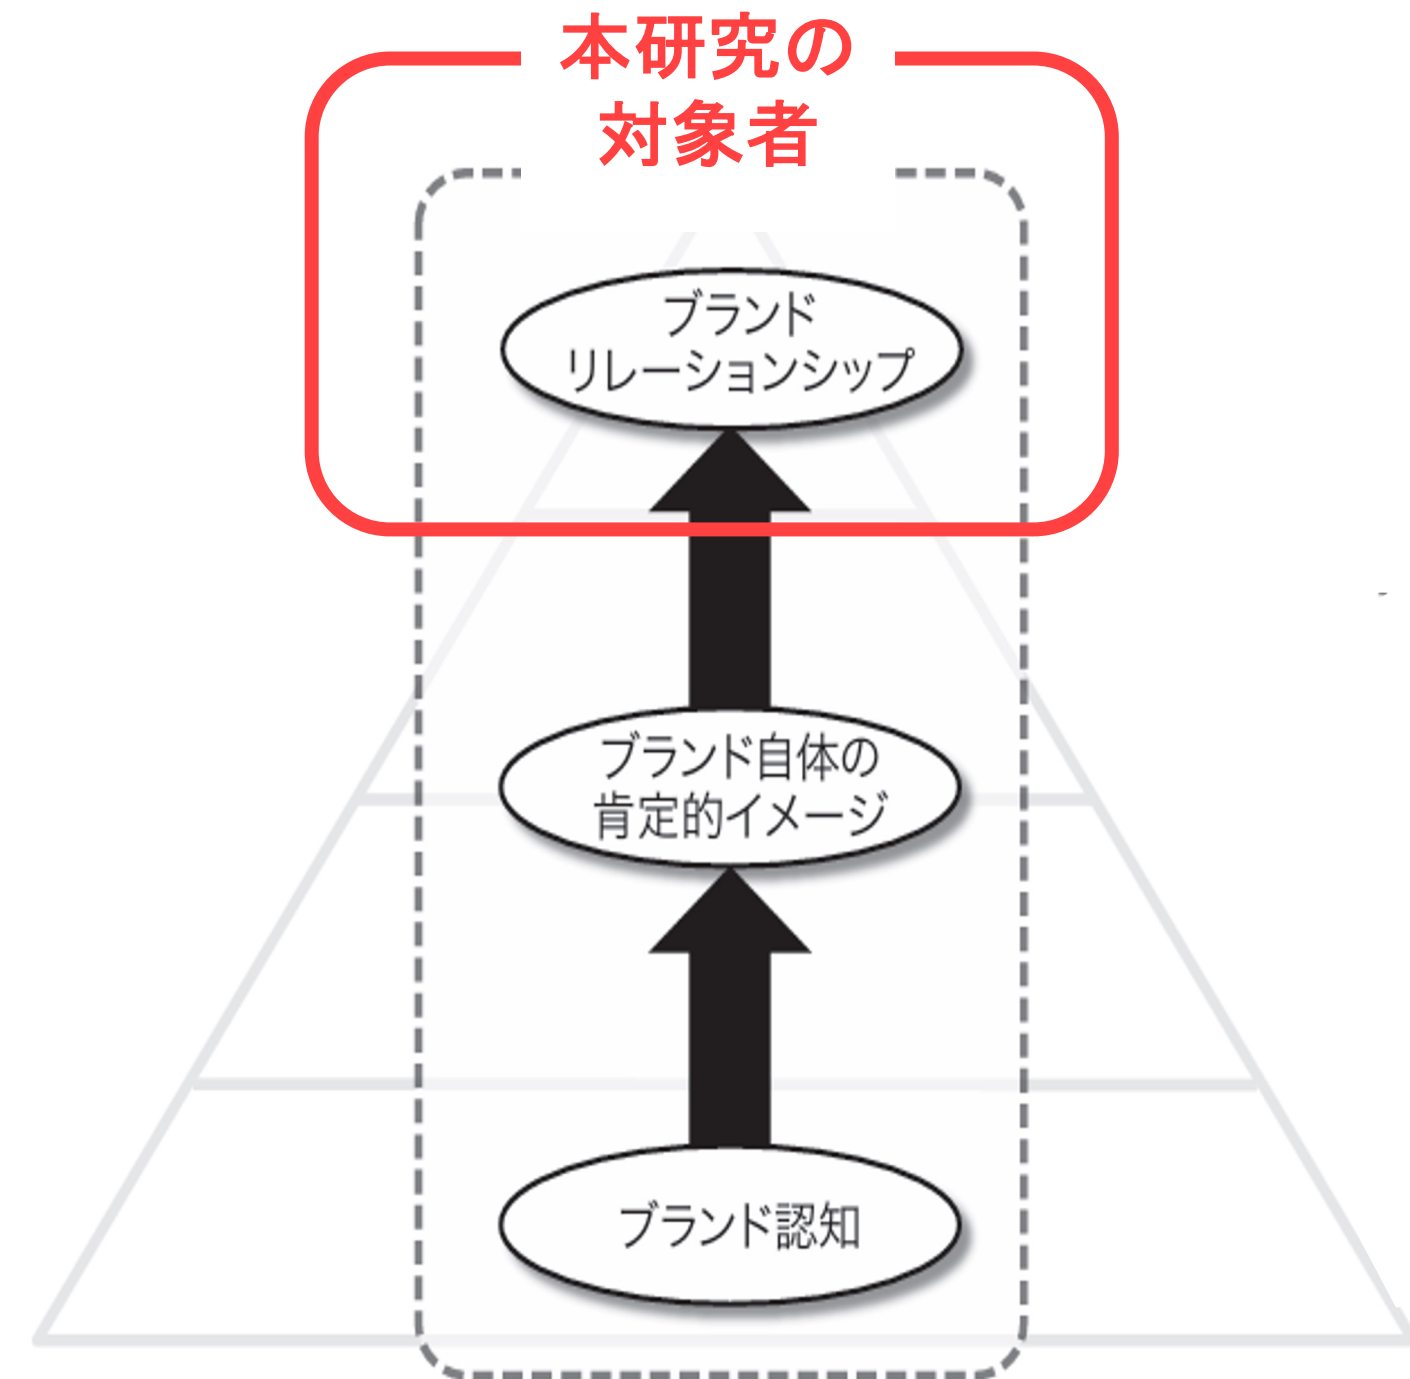 本研究の
対象者
ブランド
リレーションシップ
ブランド自体の
肯定的イメージ
ブランド認知